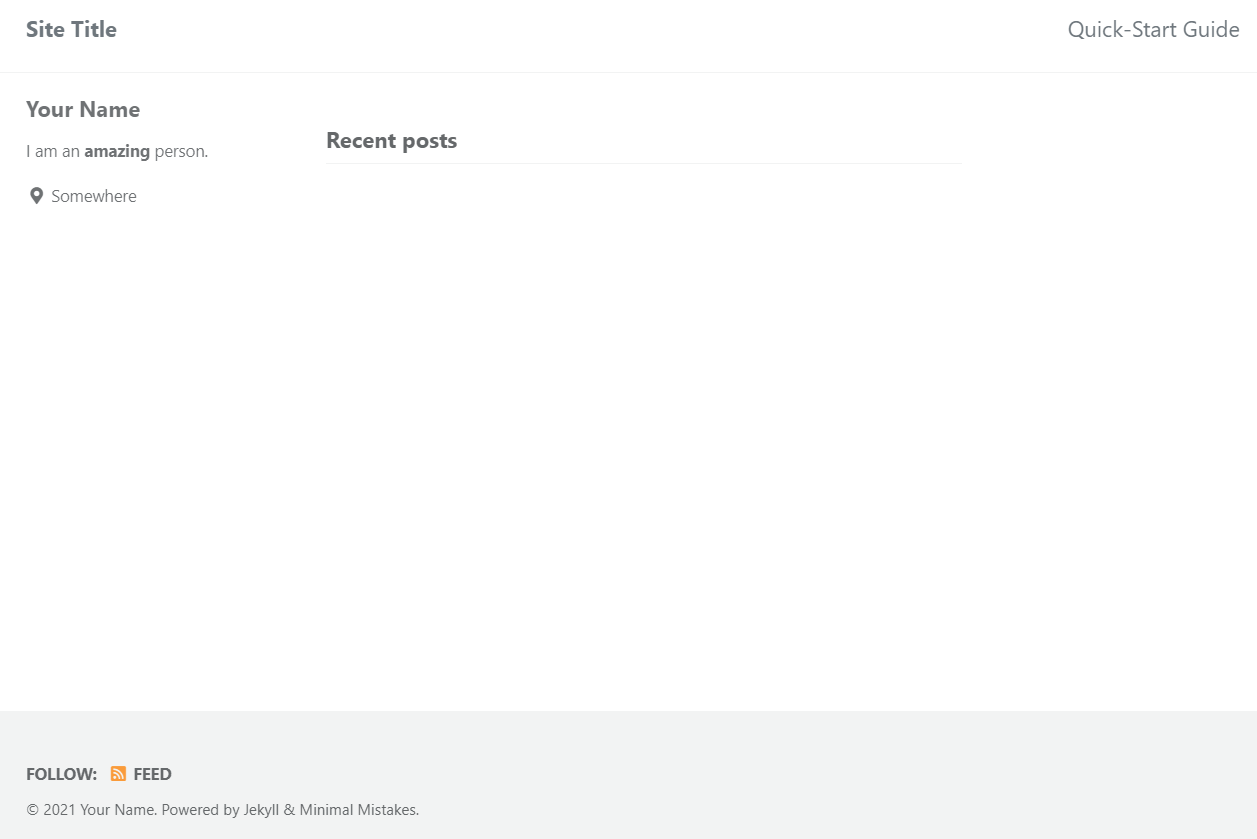 Site Title
Quick-Start Guide
Your Name
I am an amazing person.
Somewhere
Recent posts
FOLLOW: FEED
© 2021 Your Name. Powered by Jekyll & Minimal Mistakes.